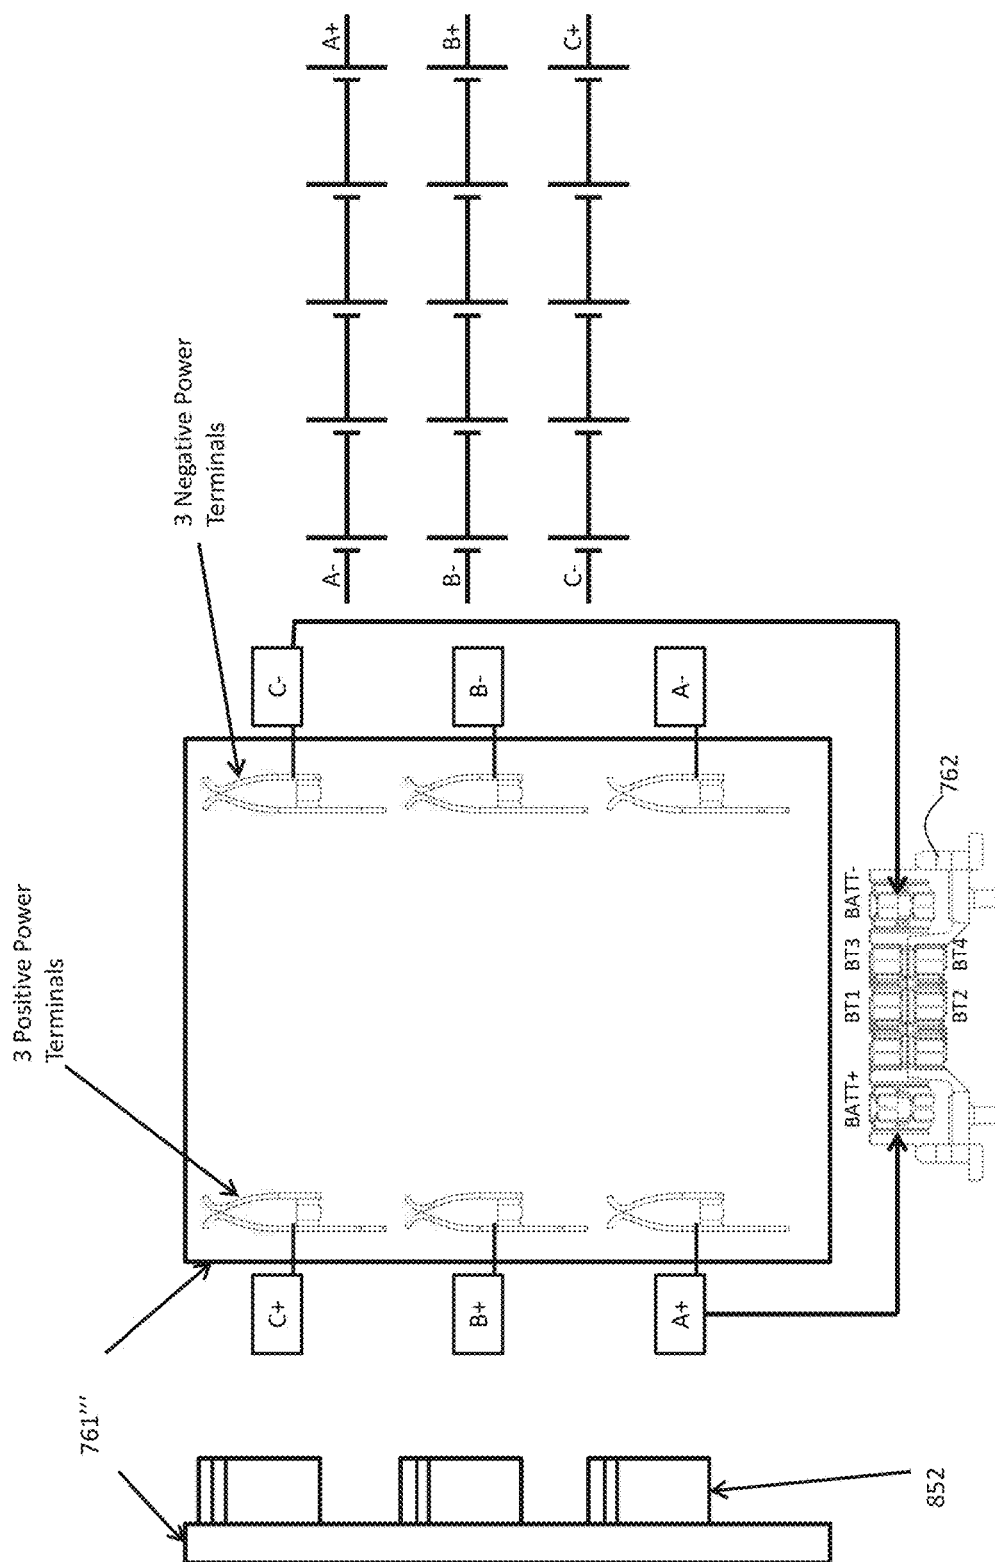 761'''
852
3 Positive Power
Terminals
3 Negative Power
Terminals
C+
B+
A+
C-
B-
A-
BATT+
BT1
BT3
BATT-
BT2
BT4
762
A-
A+
B-
B+
C-
C+